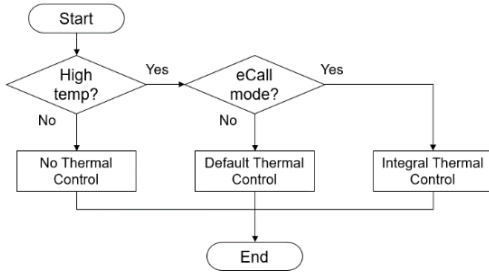 Start
High
temp?
Yes
eCall
mode?
Yes
No
No
No Thermal
Control
Default Thermal
Control
Integral Thermal
Control
End